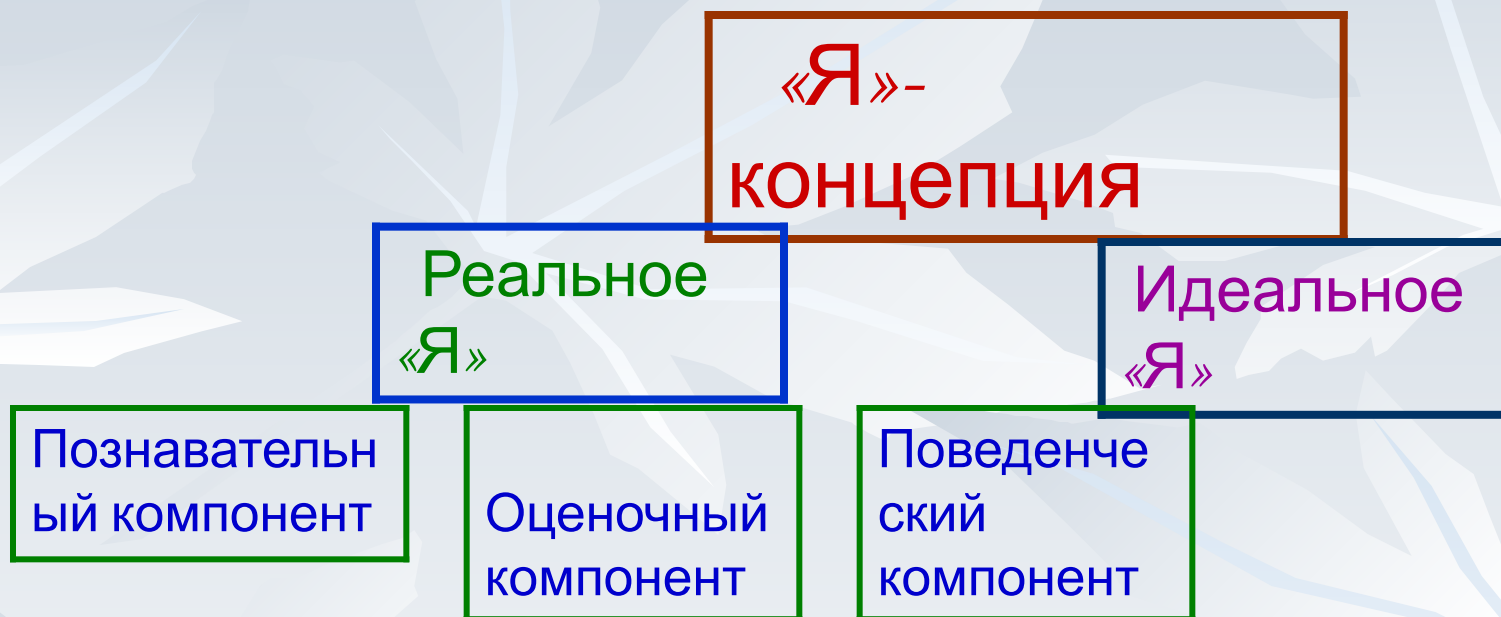 «Я»-
концепция
Реальное
«Я»
Идеальное
«Я»
Познавательн
ый компонент
Оценочный
компонент
Поведенче
ский
компонент